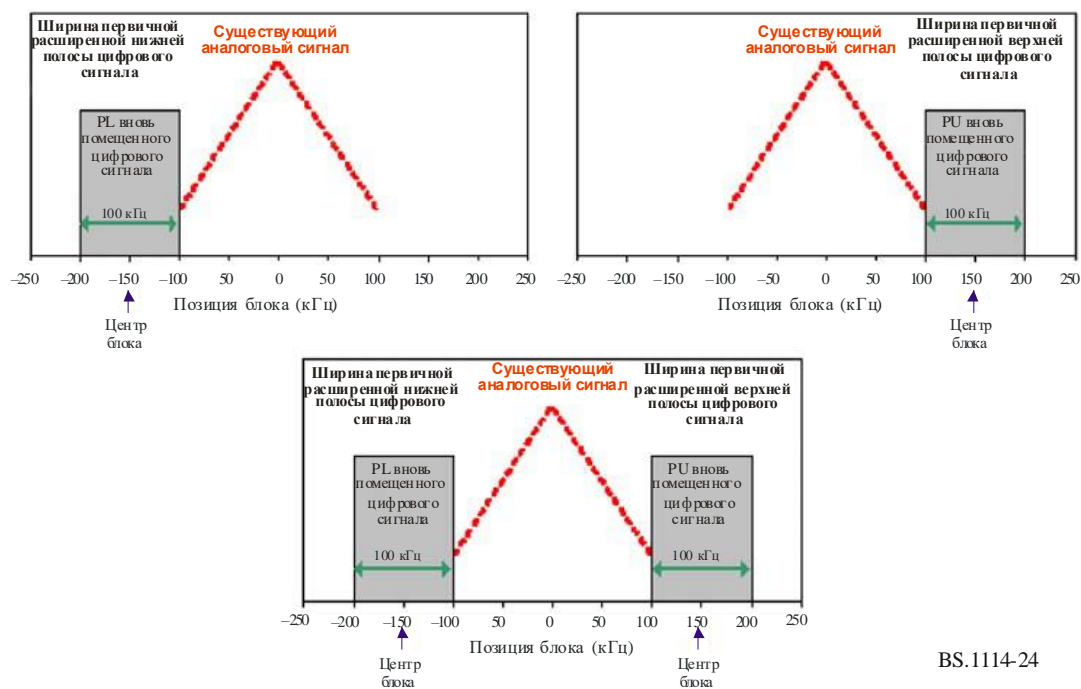 Ширина первичной
расширенной нижней
полосы цифрового
сигнала
Существующий
аналоговый сигнал
PL вновь
помещенного
цифрового
сигнала
100 кГц
–250 –200 –150 –100 50 0 50 100 150 200 –250
Позиция блока (кГц)
Центр
блока
Существующий
аналоговый сигнал
Ширина первичной
расширенной верхней
полосы цифрового
сигнала
PU вновь
помещенного
цифрового
сигнала
100 кГц
–250 –200 –150 –100 50 0 50 100 150 200 250
Позиция блока (кГц)
Центр
блока
Ширина первичной
расширенной нижней
полосы цифрового
сигнала
Существующий
аналоговый сигнал
Ширина первичной
расширенной верхней
полосы цифрового
сигнала
PL вновь
помещенного
цифрового
сигнала
100 кГц
PU вновь
помещенного
цифрового
сигнала
100 кГц
–250 –200 –150 –100 50 0 50 100 150 200 250
Позиция блока (кГц)
Центр
блока
Центр
блока
BS.1114-24